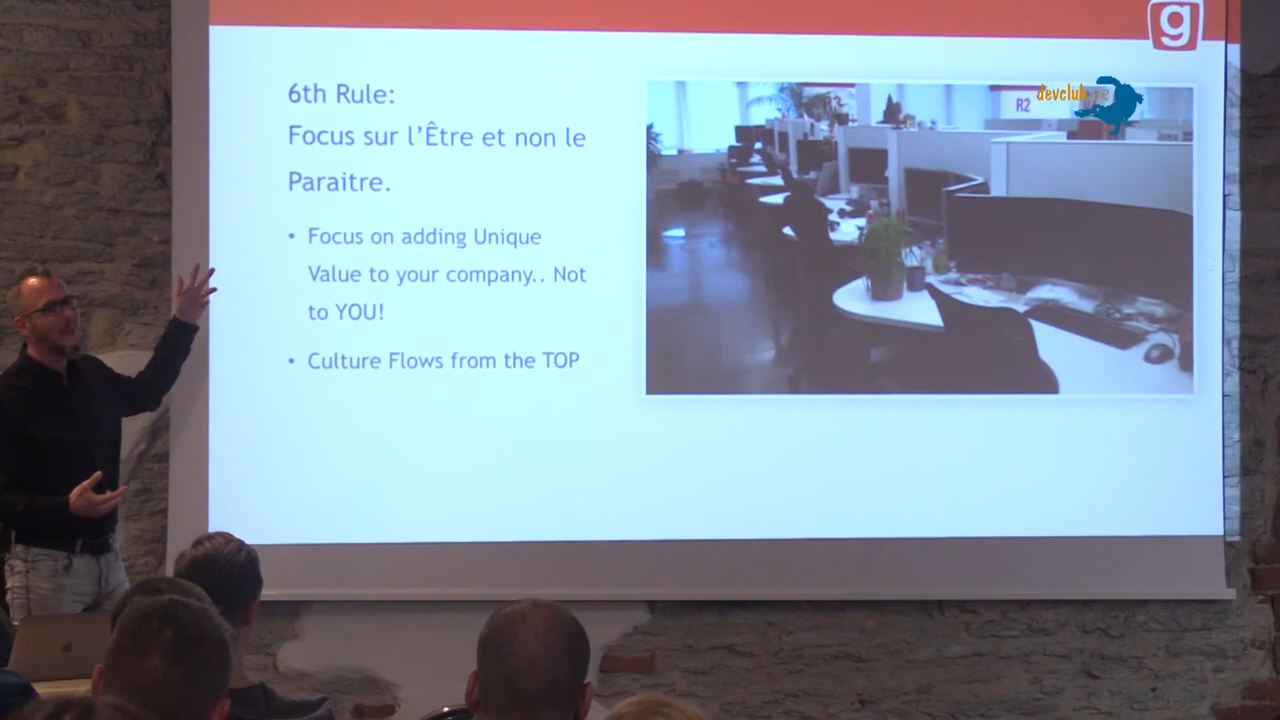 g
6th Rule:
Focus sur l'Être et non le
Paraitre.
• Focus on adding Unique
Value to your company.. Not
to YOU!
• Culture Flows from the TOP
R2
devclub